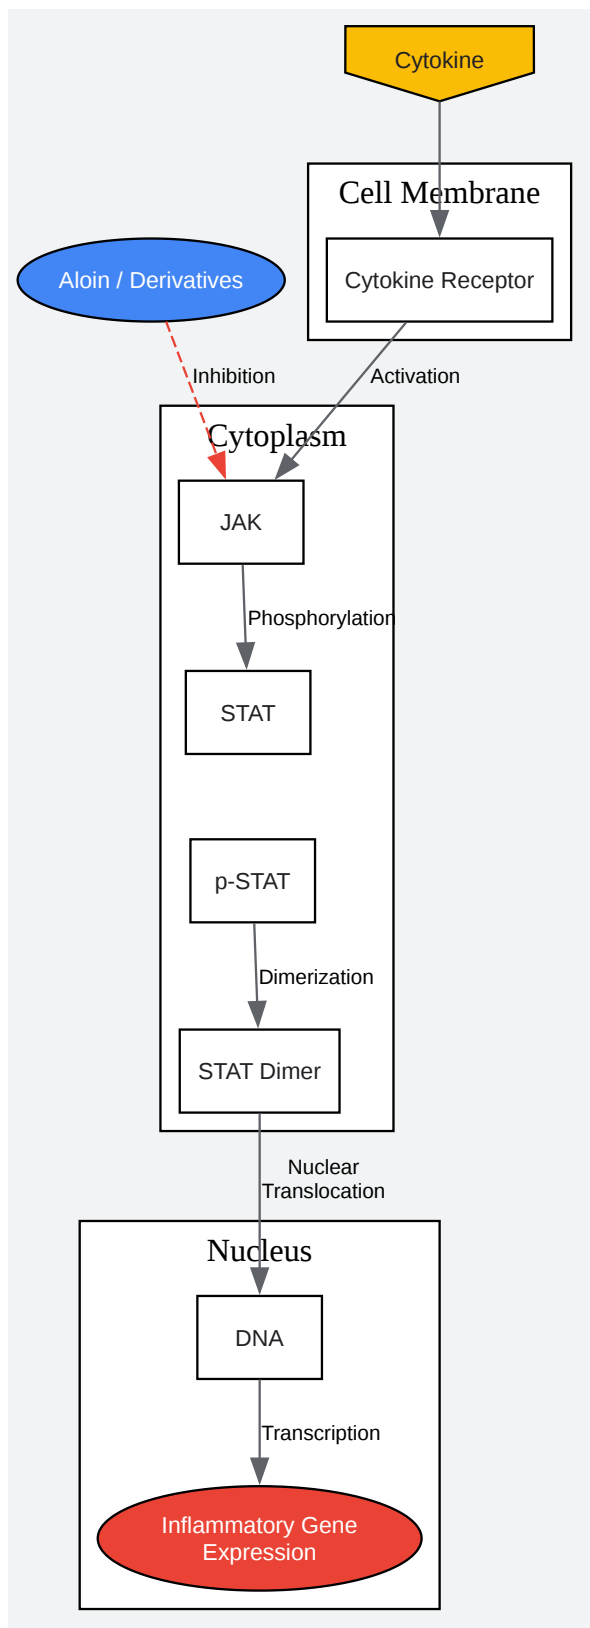 Cytokine
Cell Membrane
Cytokine Receptor
Aloin / Derivatives
Inhibition
Activation
Cytoplasm
JAK
Phosphorylation
STAT
p-STAT
Dimerization
STAT Dimer
Nuclear
Translocation
Nucleus
DNA
Transcription
Inflammatory Gene
Expression